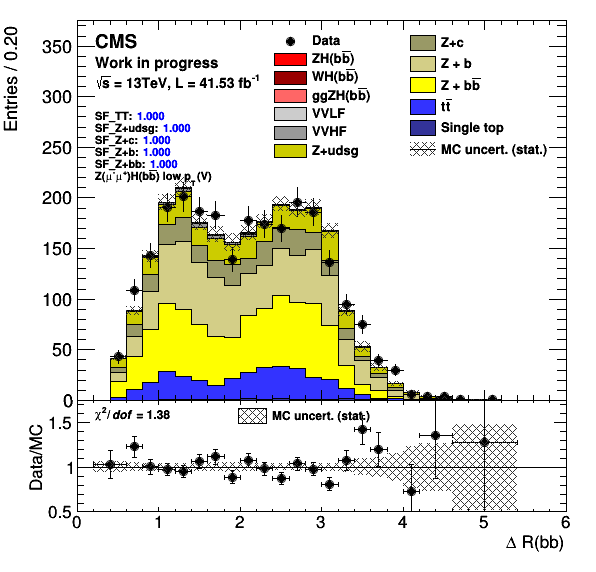 CMS
Work in progress
√s = 13TeV, L = 41.53 fb⁻¹
SF_TT: 1.000
SF_Z+udsg: 1.000
SF_Z+c: 1.000
SF_Z+b: 1.000
SF_Z+bb: 1.000
Z(μ⁻μ⁺)H(bb̅) low p_T(V)
Data
ZH(bb̅)
WH(bb̅)
ggZH(bb̅)
VVLF
VVHF
Z+udsg
Z+c
Z + b
Z + bb̅
tt̅
Single top
MC uncert. (stat.)
Entries / 0.20
350
300
250
200
150
100
50
0
χ²/dof = 1.38
MC uncert. (stat.)
Data/MC
1.5
1
0.5
0 1 2 3 4 5 6
Δ R(bb)